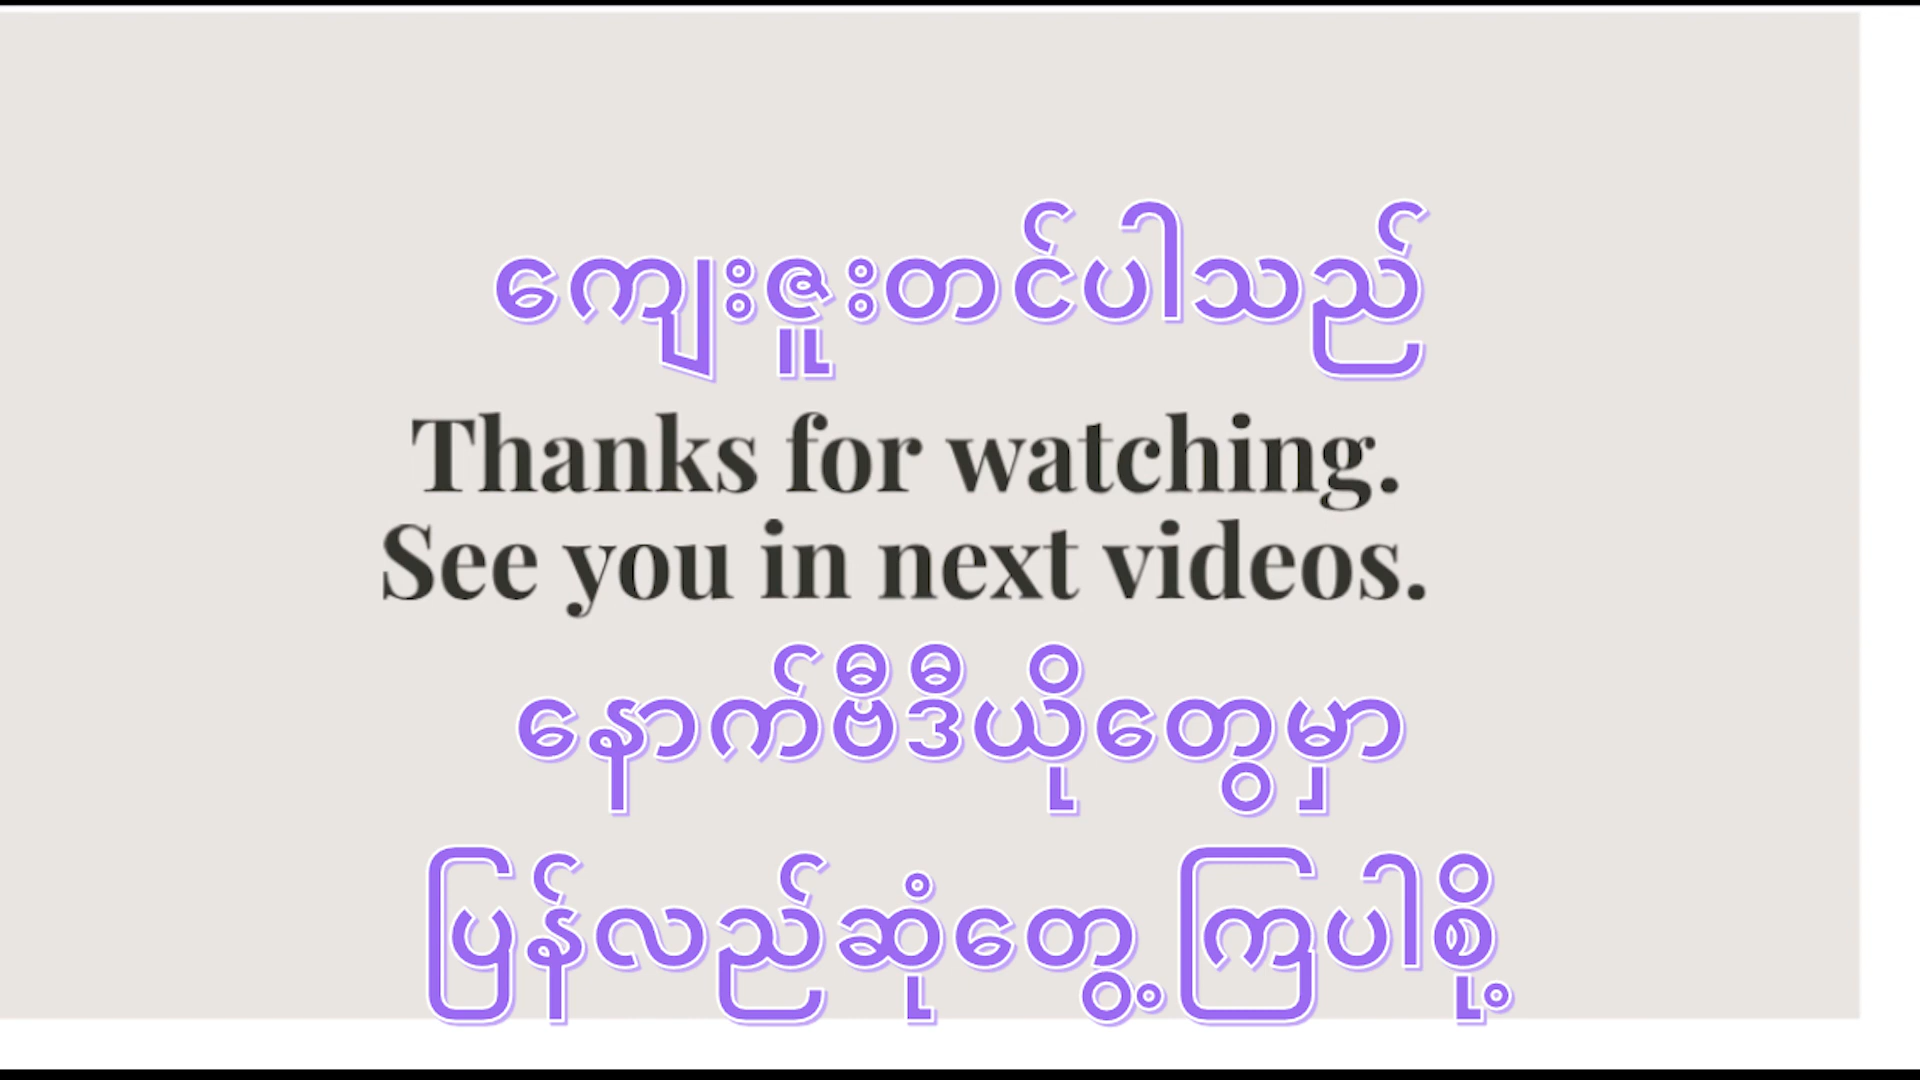 ကျေးဇူးတင်ပါသည်
Thanks for watching.
See you in next videos.
နောက်ဗီဒီယိုတွေမှာ
ပြန်လည်ဆုံတွေ့ကြပါစို့